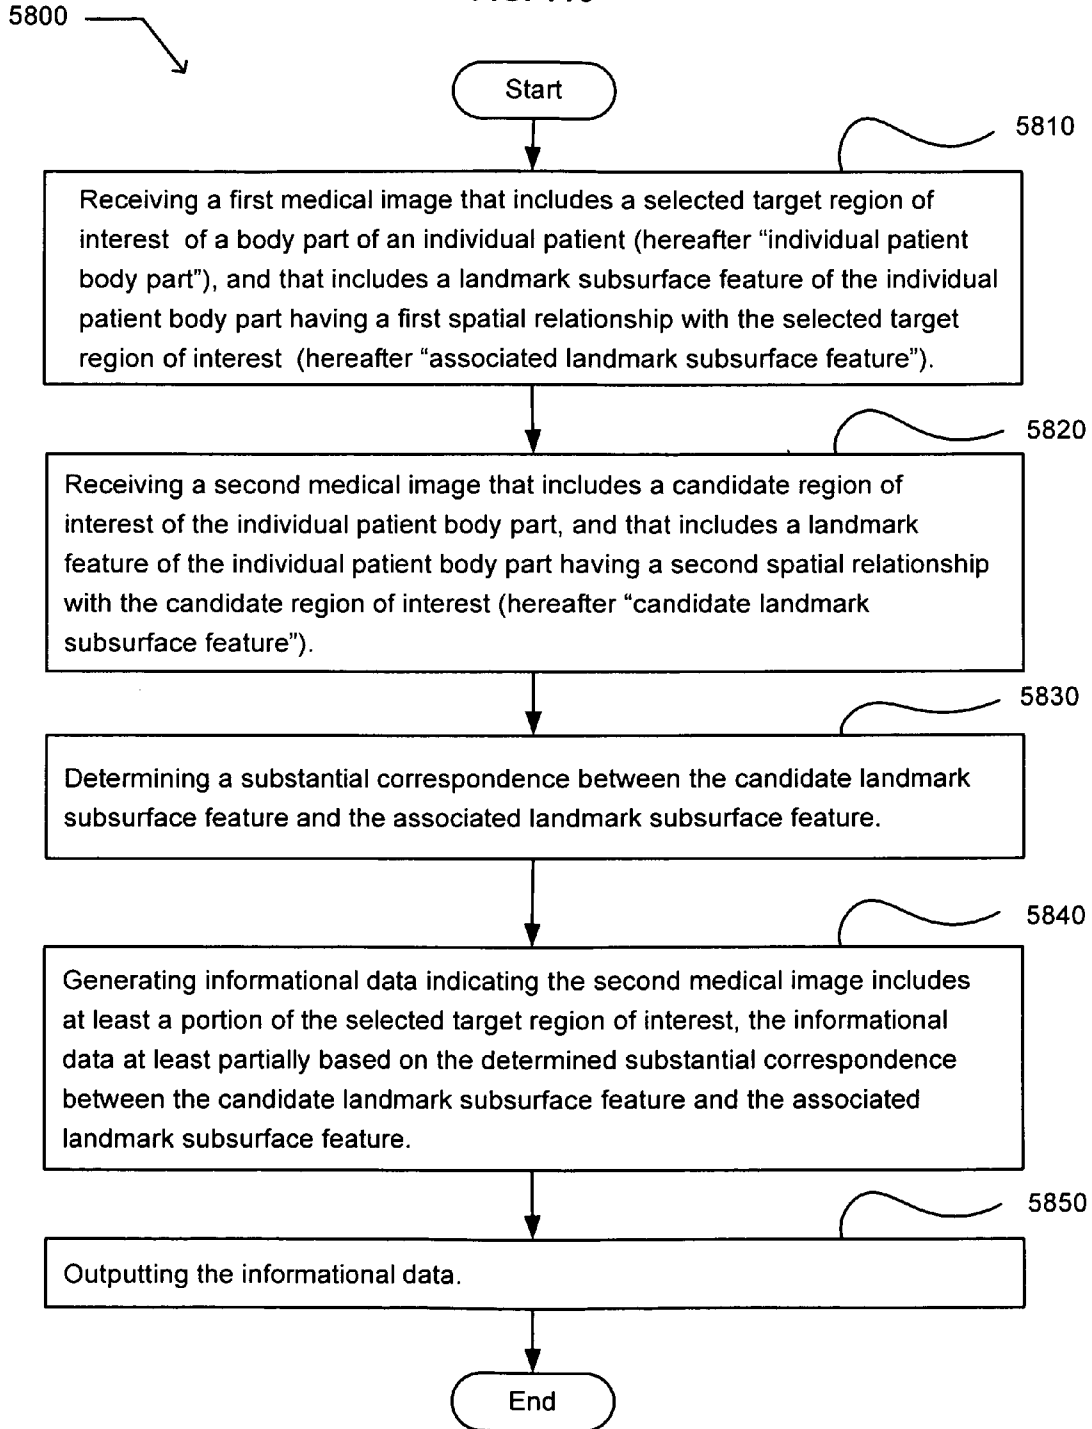 5800
Start
5810
Receiving a first medical image that includes a selected target region of
interest of a body part of an individual patient (hereafter “individual patient
body part”), and that includes a landmark subsurface feature of the individual
patient body part having a first spatial relationship with the selected target
region of interest (hereafter “associated landmark subsurface feature”).
5820
Receiving a second medical image that includes a candidate region of
interest of the individual patient body part, and that includes a landmark
feature of the individual patient body part having a second spatial relationship
with the candidate region of interest (hereafter “candidate landmark
subsurface feature”).
5830
Determining a substantial correspondence between the candidate landmark
subsurface feature and the associated landmark subsurface feature.
5840
Generating informational data indicating the second medical image includes
at least a portion of the selected target region of interest, the informational
data at least partially based on the determined substantial correspondence
between the candidate landmark subsurface feature and the associated
landmark subsurface feature.
5850
Outputting the informational data.
End